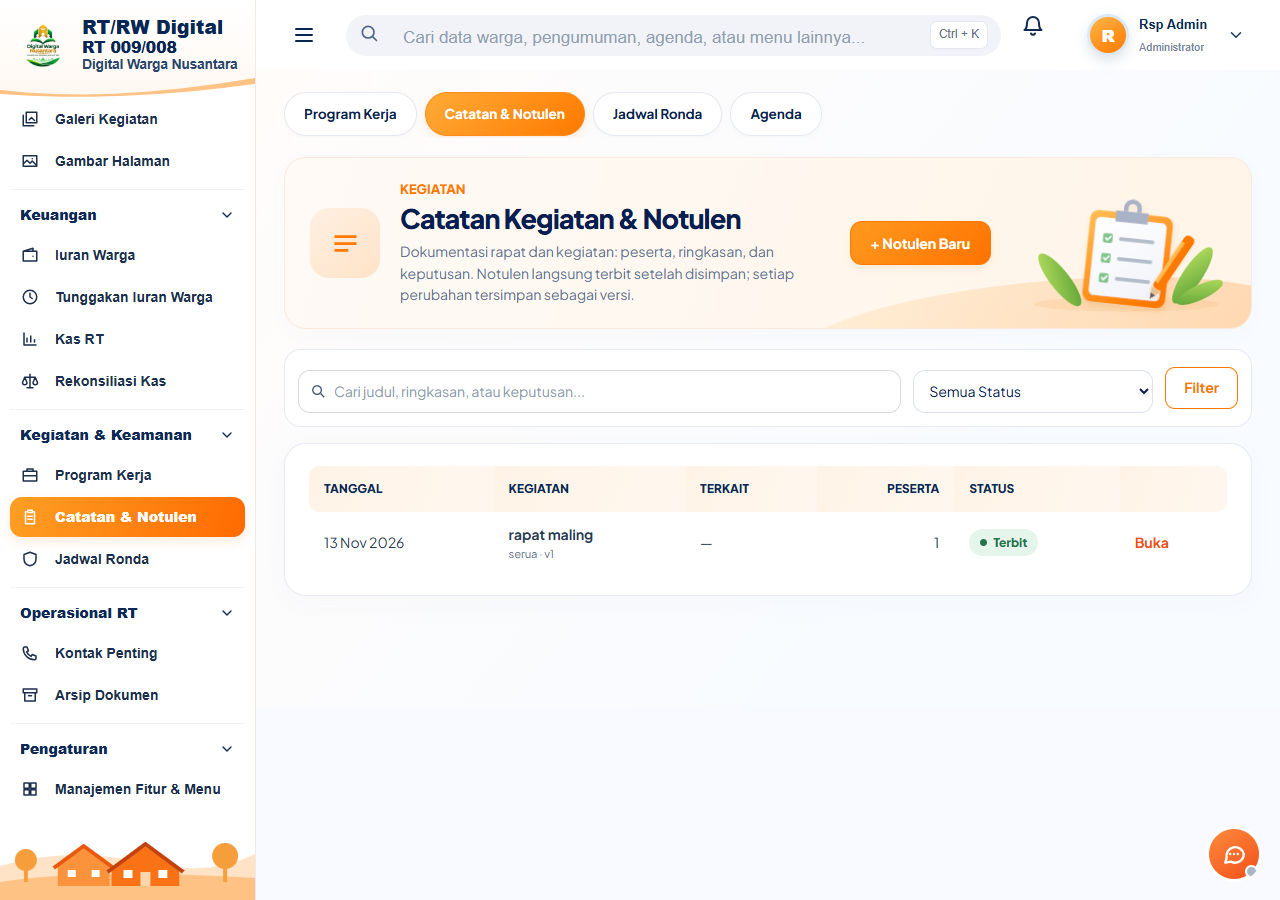 RT/RW Digital
RT 009/008
Digital Warga Nusantara
Galeri Kegiatan
Gambar Halaman
Keuangan
Iuran Warga
Tunggakan Iuran Warga
Kas RT
Rekonsiliasi Kas
Kegiatan & Keamanan
Program Kerja
Catatan & Notulen
Jadwal Ronda
Operasional RT
Kontak Penting
Arsip Dokumen
Pengaturan
Manajemen Fitur & Menu
Cari data warga, pengumuman, agenda, atau menu lainnya...
Ctrl + K
R
Rsp Admin
Administrator
Program Kerja
Catatan & Notulen
Jadwal Ronda
Agenda
KEGIATAN
Catatan Kegiatan & Notulen
Dokumentasi rapat dan kegiatan: peserta, ringkasan, dan
keputusan. Notulen langsung terbit setelah disimpan; setiap
perubahan tersimpan sebagai versi.
+ Notulen Baru
Cari judul, ringkasan, atau keputusan...
Semua Status
Filter
TANGGAL KEGIATAN TERKAIT PESERTA STATUS
13 Nov 2026 rapat maling — 1 Terbit Buka
serua · v1